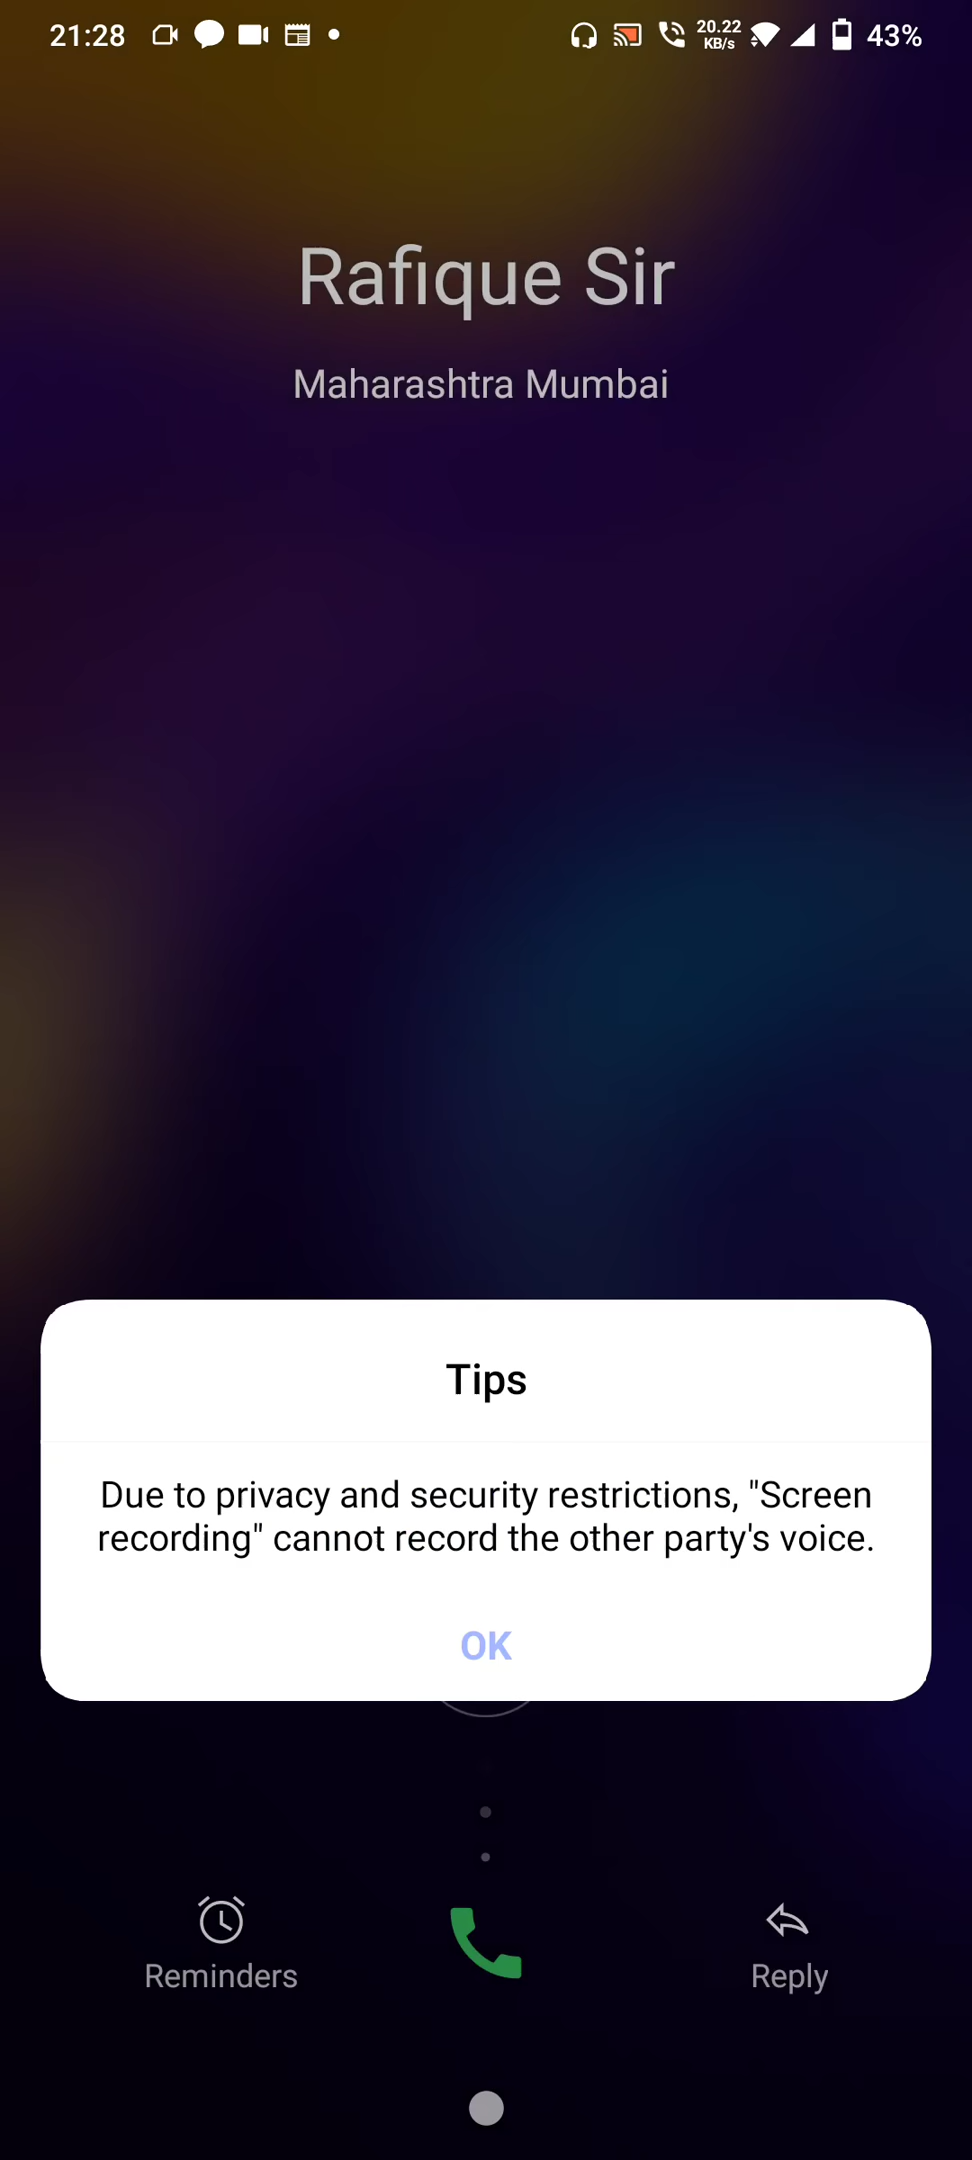 21:28 20.22 KB/s 43%
Rafique Sir
Maharashtra Mumbai
Tips
Due to privacy and security restrictions, "Screen
recording" cannot record the other party's voice.
OK
Reminders Reply